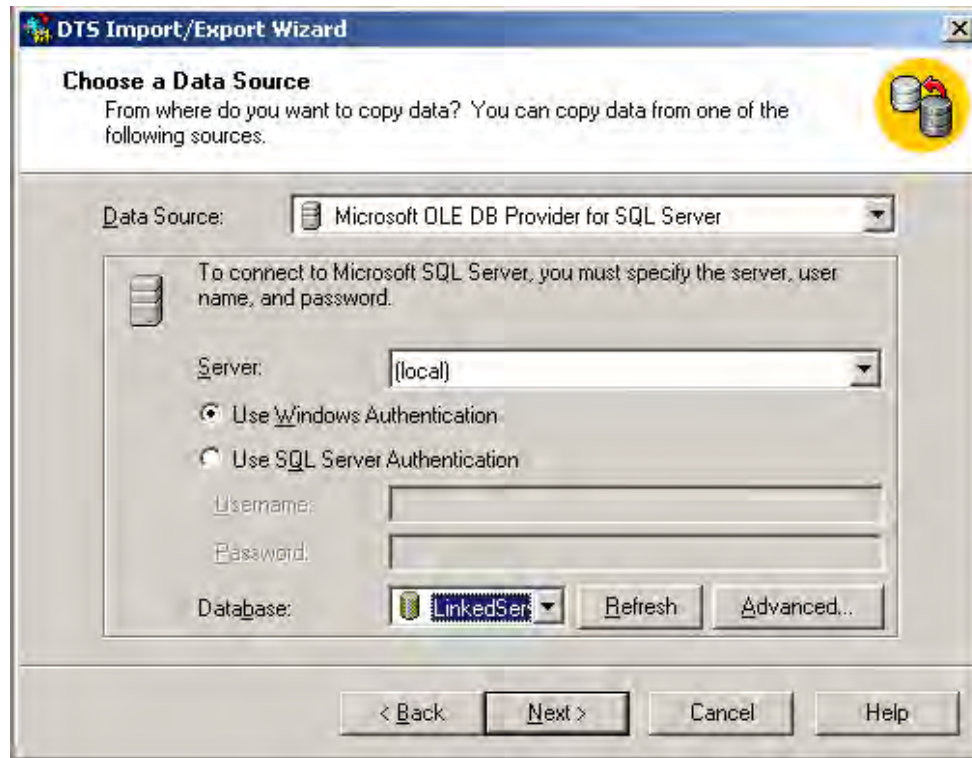 DTS Import/Export Wizard
Choose a Data Source
From where do you want to copy data? You can copy data from one of the
following sources.
Data Source: Microsoft OLE DB Provider for SQL Server
To connect to Microsoft SQL Server, you must specify the server, user
name, and password.
Server: (local)
Use Windows Authentication
Use SQL Server Authentication
Username:
Password:
Database: LinkedSer Refresh Advanced...
< Back Next > Cancel Help